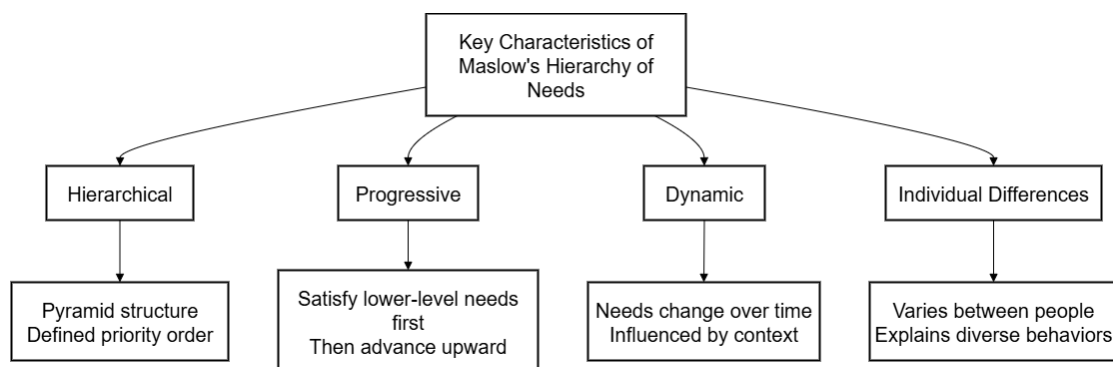 Key Characteristics of
Maslow's Hierarchy of
Needs
Hierarchical
Progressive
Dynamic
Individual Differences
Pyramid structure
Defined priority order
Satisfy lower-level needs
first
Then advance upward
Needs change over time
Influenced by context
Varies between people
Explains diverse behaviors